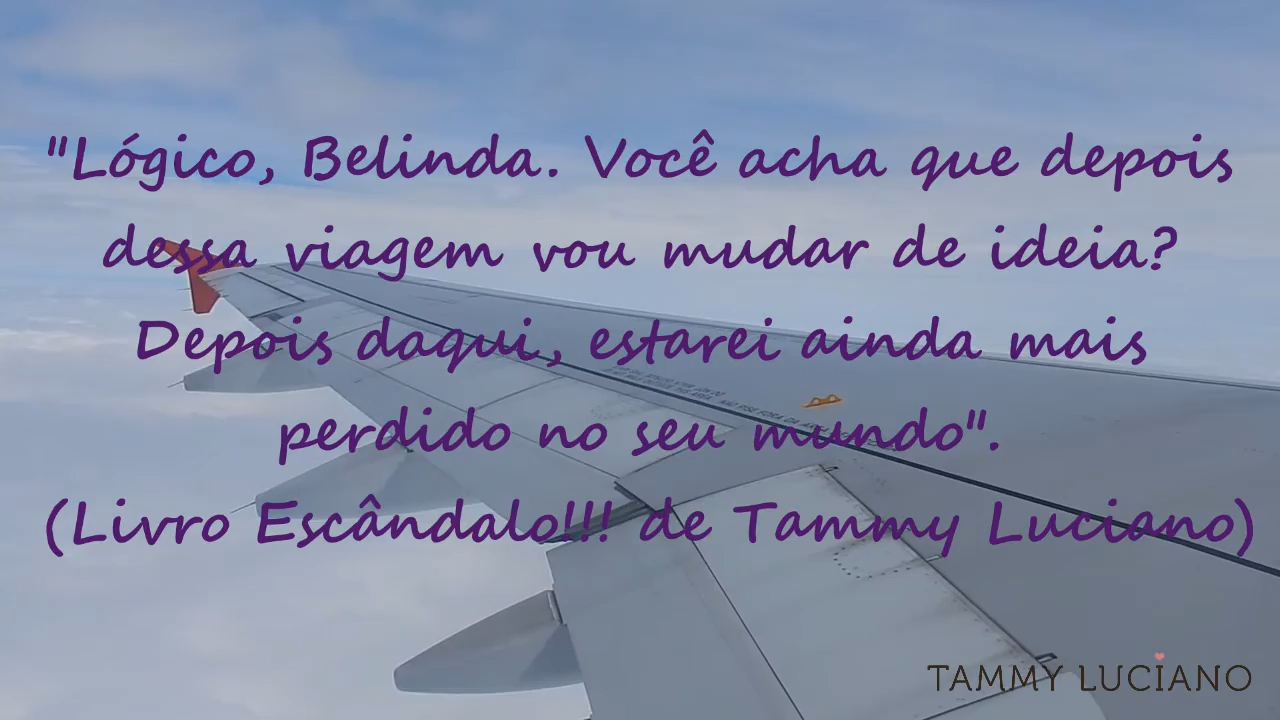 "Lógico, Belinda. Você acha que depois
dessa viagem vou mudar de ideia?
Depois daqui, estarei ainda mais
perdido no seu mundo".
(Livro Escândalo!!! de Tammy Luciano)
TAMMY LUCIANO